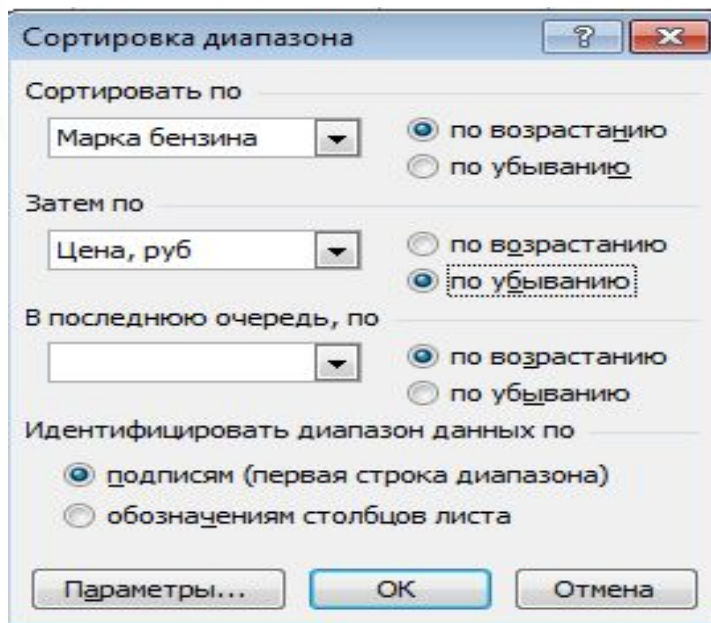 Сортировка диапазона
Сортировать по
Марка бензина
по возрастанию
по убыванию
Затем по
Цена, руб
по возрастанию
по убыванию
В последнюю очередь, по
по возрастанию
по убыванию
Идентифицировать диапазон данных по
подписям (первая строка диапазона)
обозначениям столбцов листа
Параметры... ОК Отмена